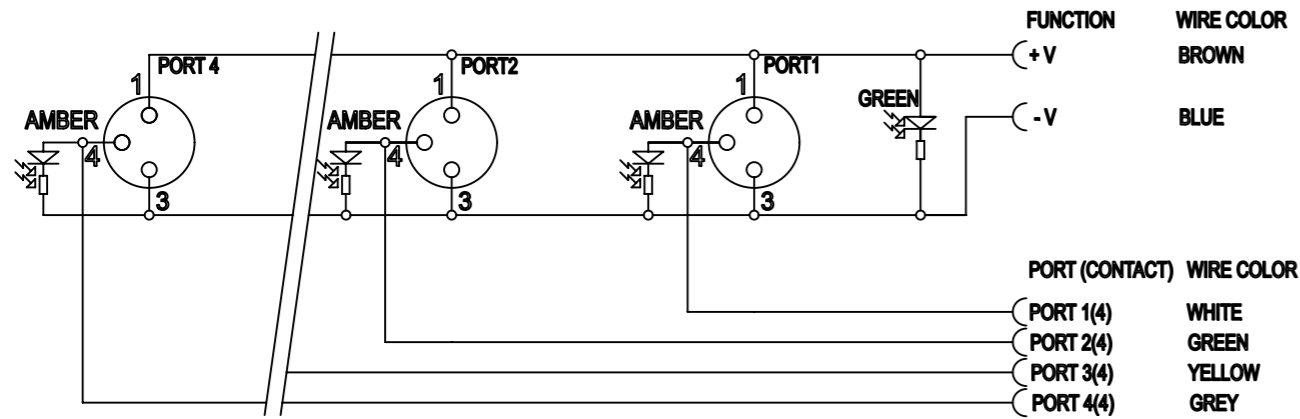 FUNCTION WIRE COLOR
+ V BROWN
PORT 4 PORT2 PORT1
1 1 1
GREEN
AMBER AMBER AMBER
- V BLUE
4 4 4
3 3 3
PORT (CONTACT) WIRE COLOR
PORT 1(4) WHITE
PORT 2(4) GREEN
PORT 3(4) YELLOW
PORT 4(4) GREY